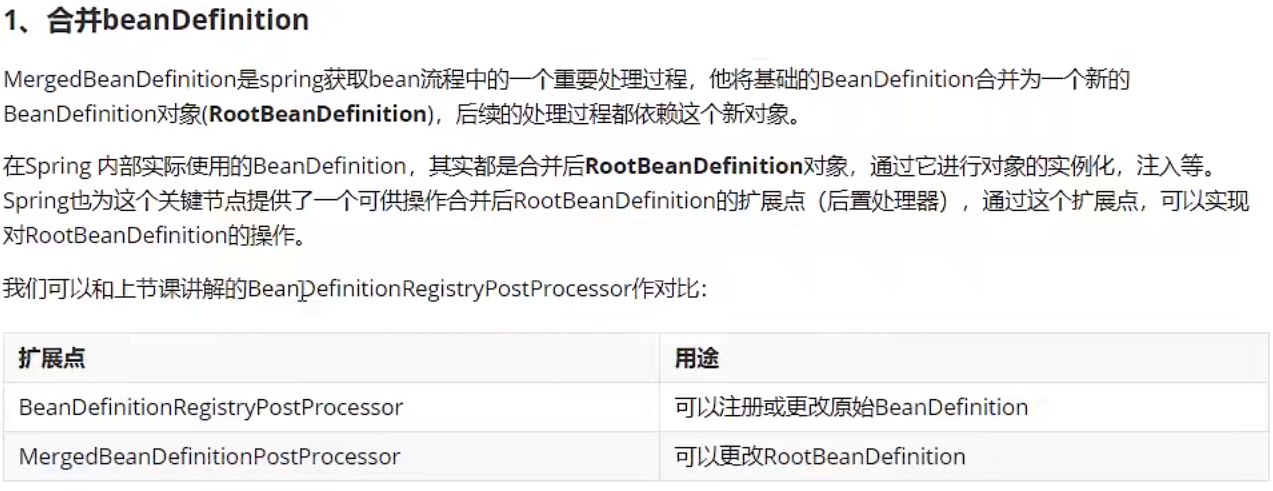 1、合并beanDefinition
MergedBeanDefinition是spring获取bean流程中的一个重要处理过程，他将基础的BeanDefinition合并为一个新的
BeanDefinition对象(RootBeanDefinition)，后续的处理过程都依赖这个新对象。
在Spring 内部实际使用的BeanDefinition，其实都是合并后RootBeanDefinition对象，通过它进行对象的实例化，注入等。
Spring也为这个关键节点提供了一个可供操作合并后RootBeanDefinition的扩展点（后置处理器），通过这个扩展点，可以实现
对RootBeanDefinition的操作。
我们可以和上节课讲解的BeanDefinitionRegistryPostProcessor作对比：
扩展点 用途
BeanDefinitionRegistryPostProcessor 可以注册或更改原始BeanDefinition
MergedBeanDefinitionPostProcessor 可以更改RootBeanDefinition